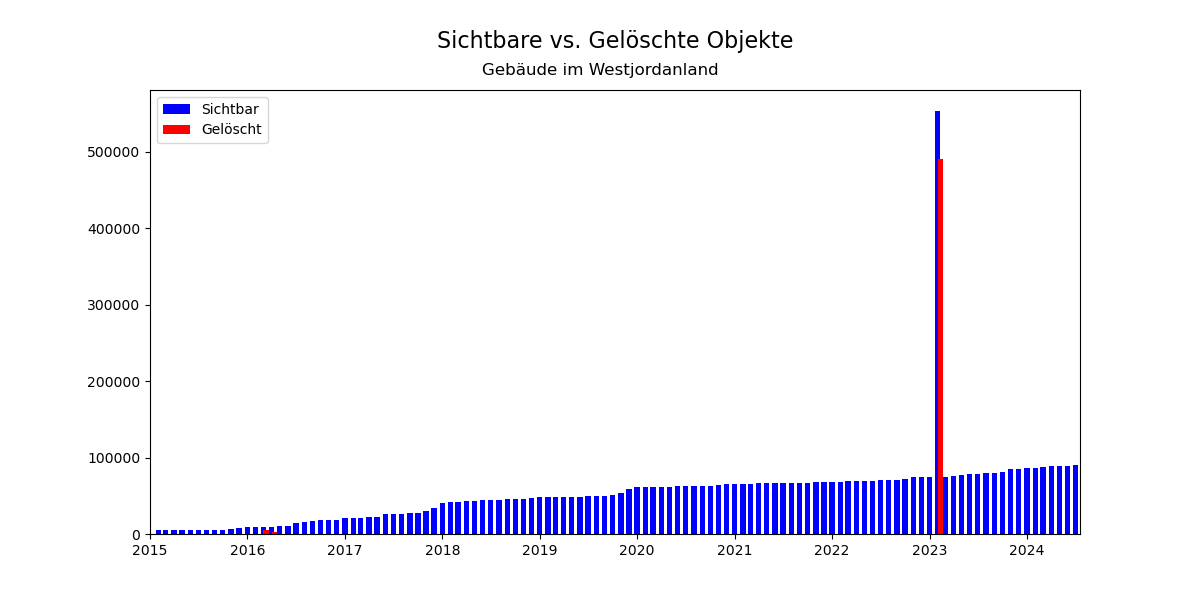 Sichtbare vs. Gelöschte Objekte
Gebäude im Westjordanland
Sichtbar
Gelöscht
500000
400000
300000
200000
100000
0
2015 2016 2017 2018 2019 2020 2021 2022 2023 2024